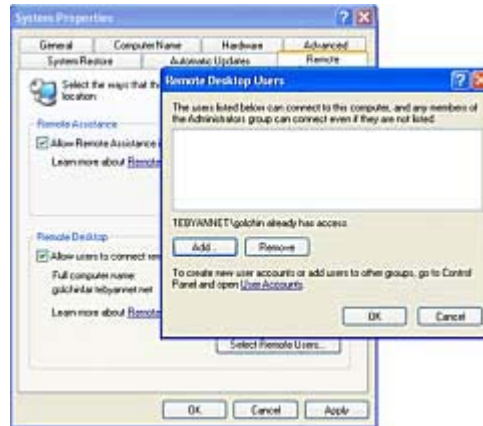 System Properties
General Computer Name Hardware Advanced
System Restore Automatic Updates Remote
Select the ways that th
location
Remote Assistance
Allow Remote Assistance i
Learn more about Remote
Remote Desktop
Allow users to connect rem
Full computer name:
tebyannet.net
Learn more about Remote
Select Remote Users...
OK Cancel Apply
Remote Desktop Users
The users listed below can connect to this computer, and any members of
the Administrators group can connect even if they are not listed.
TEBYANNET\golchin already has access.
Add... Remove
To create new user accounts or add users to other groups, go to Control
Panel and open User Accounts.
OK Cancel